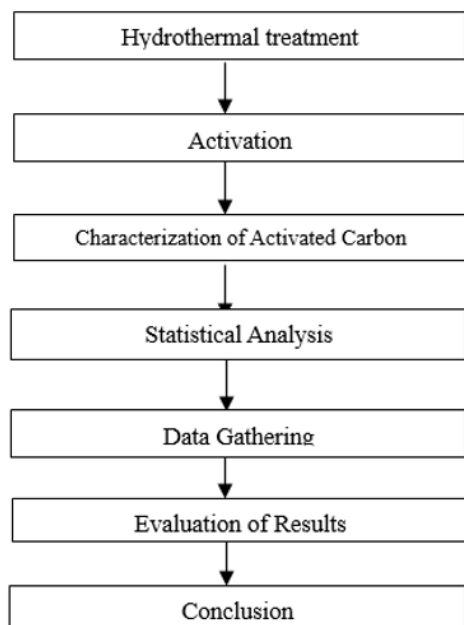 Hydrothermal treatment
Activation
Characterization of Activated Carbon
Statistical Analysis
Data Gathering
Evaluation of Results
Conclusion